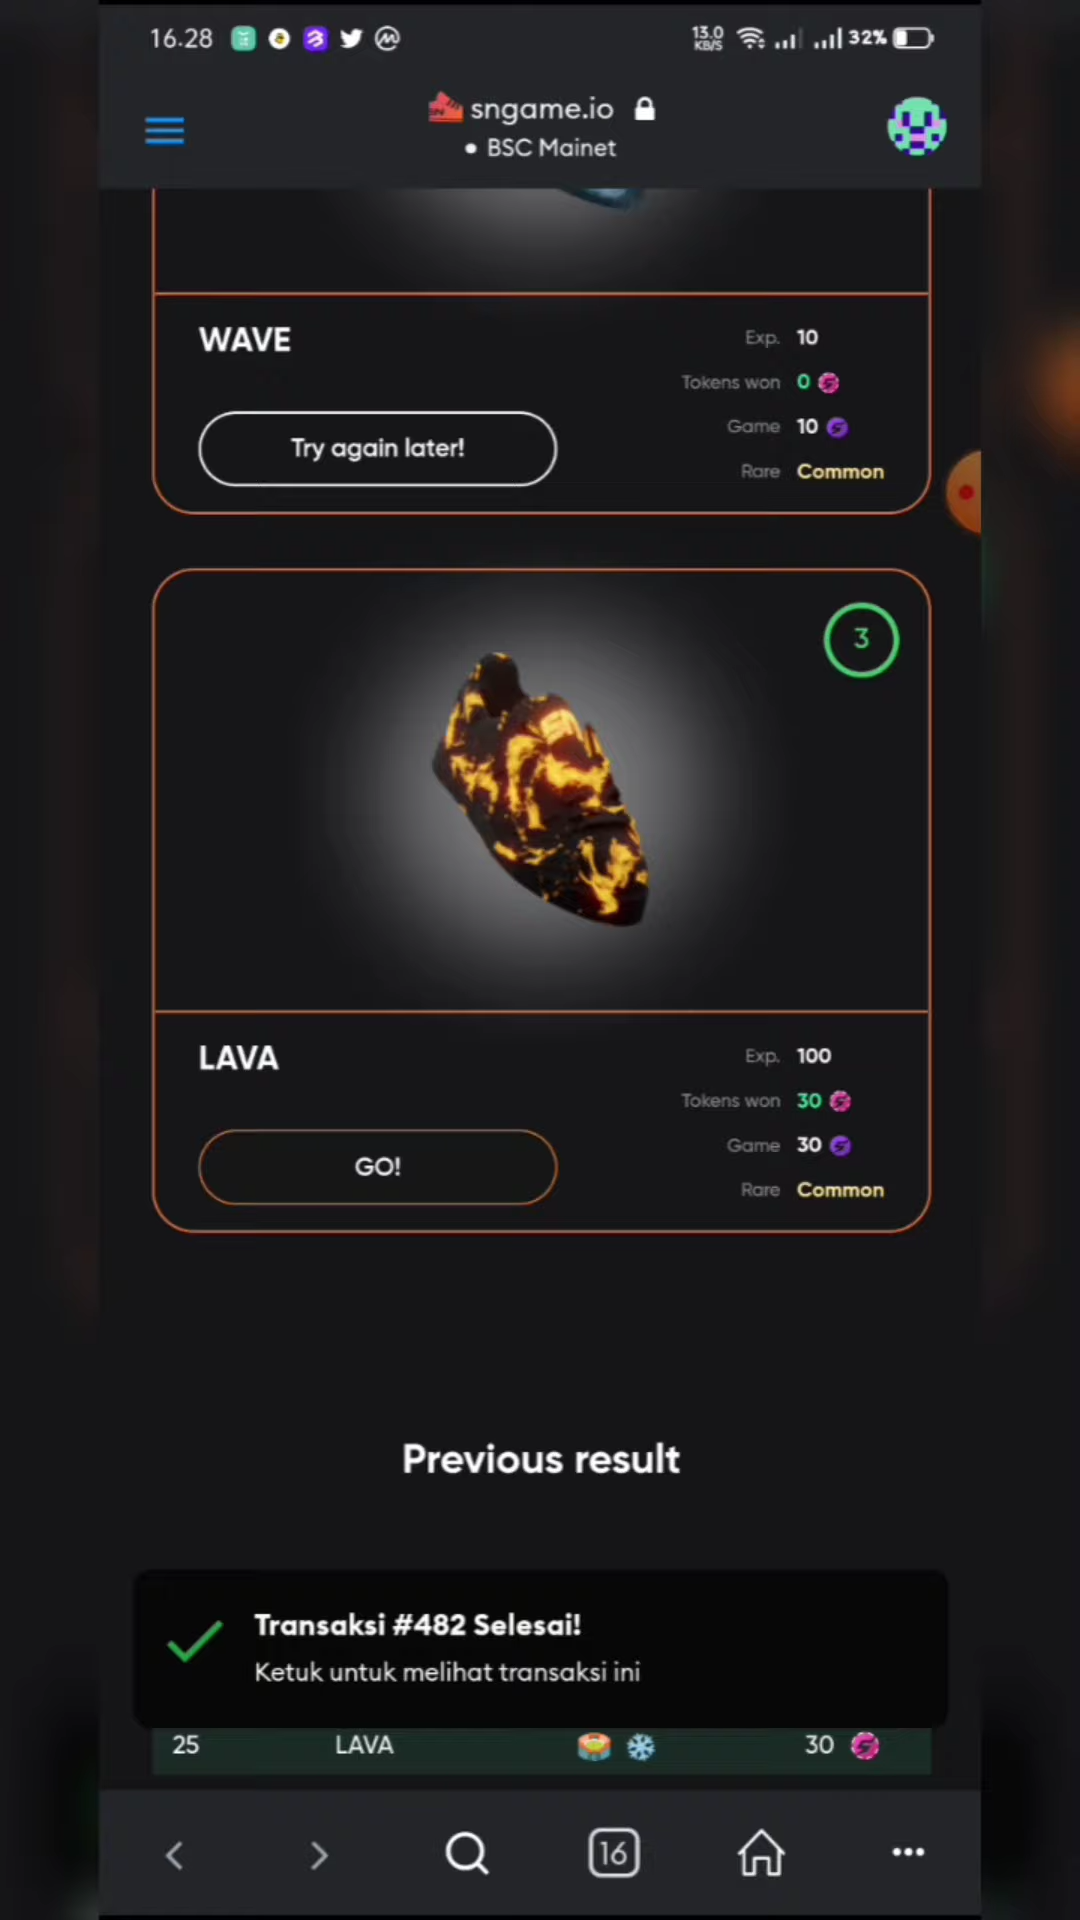 16.28
13.0 KB/S
32%
sngame.io
BSC Mainet
WAVE
Exp. 10
Tokens won 0
Game 10
Rare Common
Try again later!
3
LAVA
Exp. 100
Tokens won 30
Game 30
Rare Common
GO!
Previous result
Transaksi #482 Selesai!
Ketuk untuk melihat transaksi ini
25 LAVA 30
16